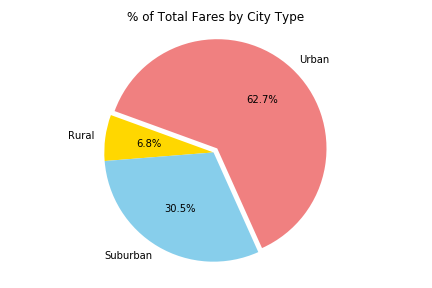 % of Total Fares by City Type
Urban
62.7%
Rural
6.8%
30.5%
Suburban